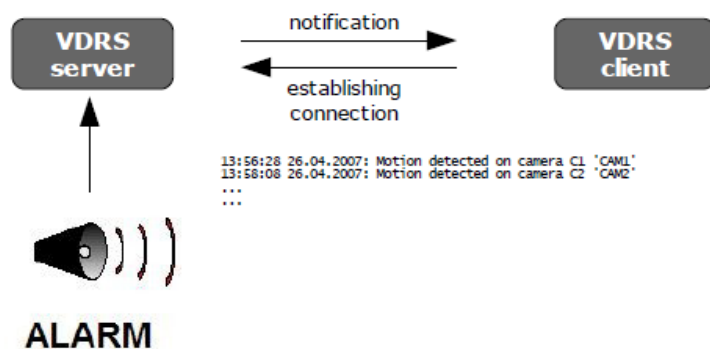 VDRS
server
notification
establishing
connection
VDRS
client
13:56:28 26.04.2007: Motion detected on camera C1 'CAM1'
13:58:08 26.04.2007: Motion detected on camera C2 'CAM2'
...
...
ALARM